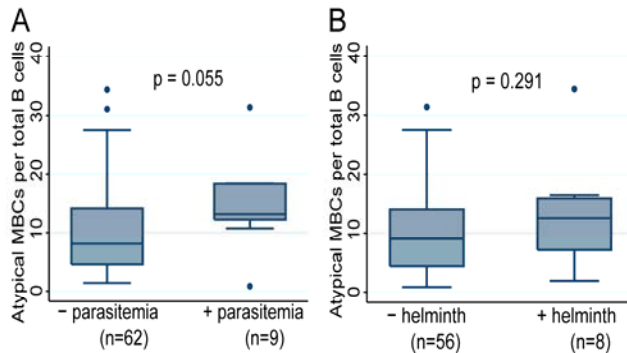 A
Atypical MBCs per total B cells
40
30
20
10
0
p = 0.055
− parasitemia
(n=62)
+ parasitemia
(n=9)
B
Atypical MBCs per total B cells
40
30
20
10
0
p = 0.291
− helminth
(n=56)
+ helminth
(n=8)